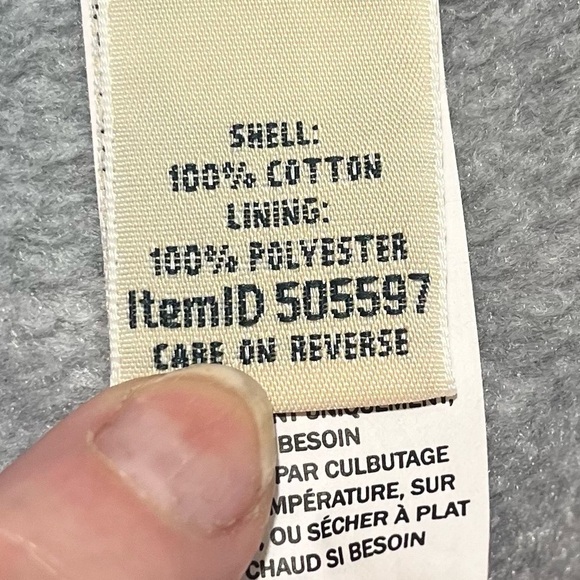 SHELL:
100% COTTON
LINING:
100% POLYESTER
ItemID 505597
CARE ON REVERSE
UNIQUEMENT,
BESOIN
PAR CULBUTAGE
MPÉRATURE, SUR
, OU SÉCHER À PLAT
CHAUD SI BESOIN